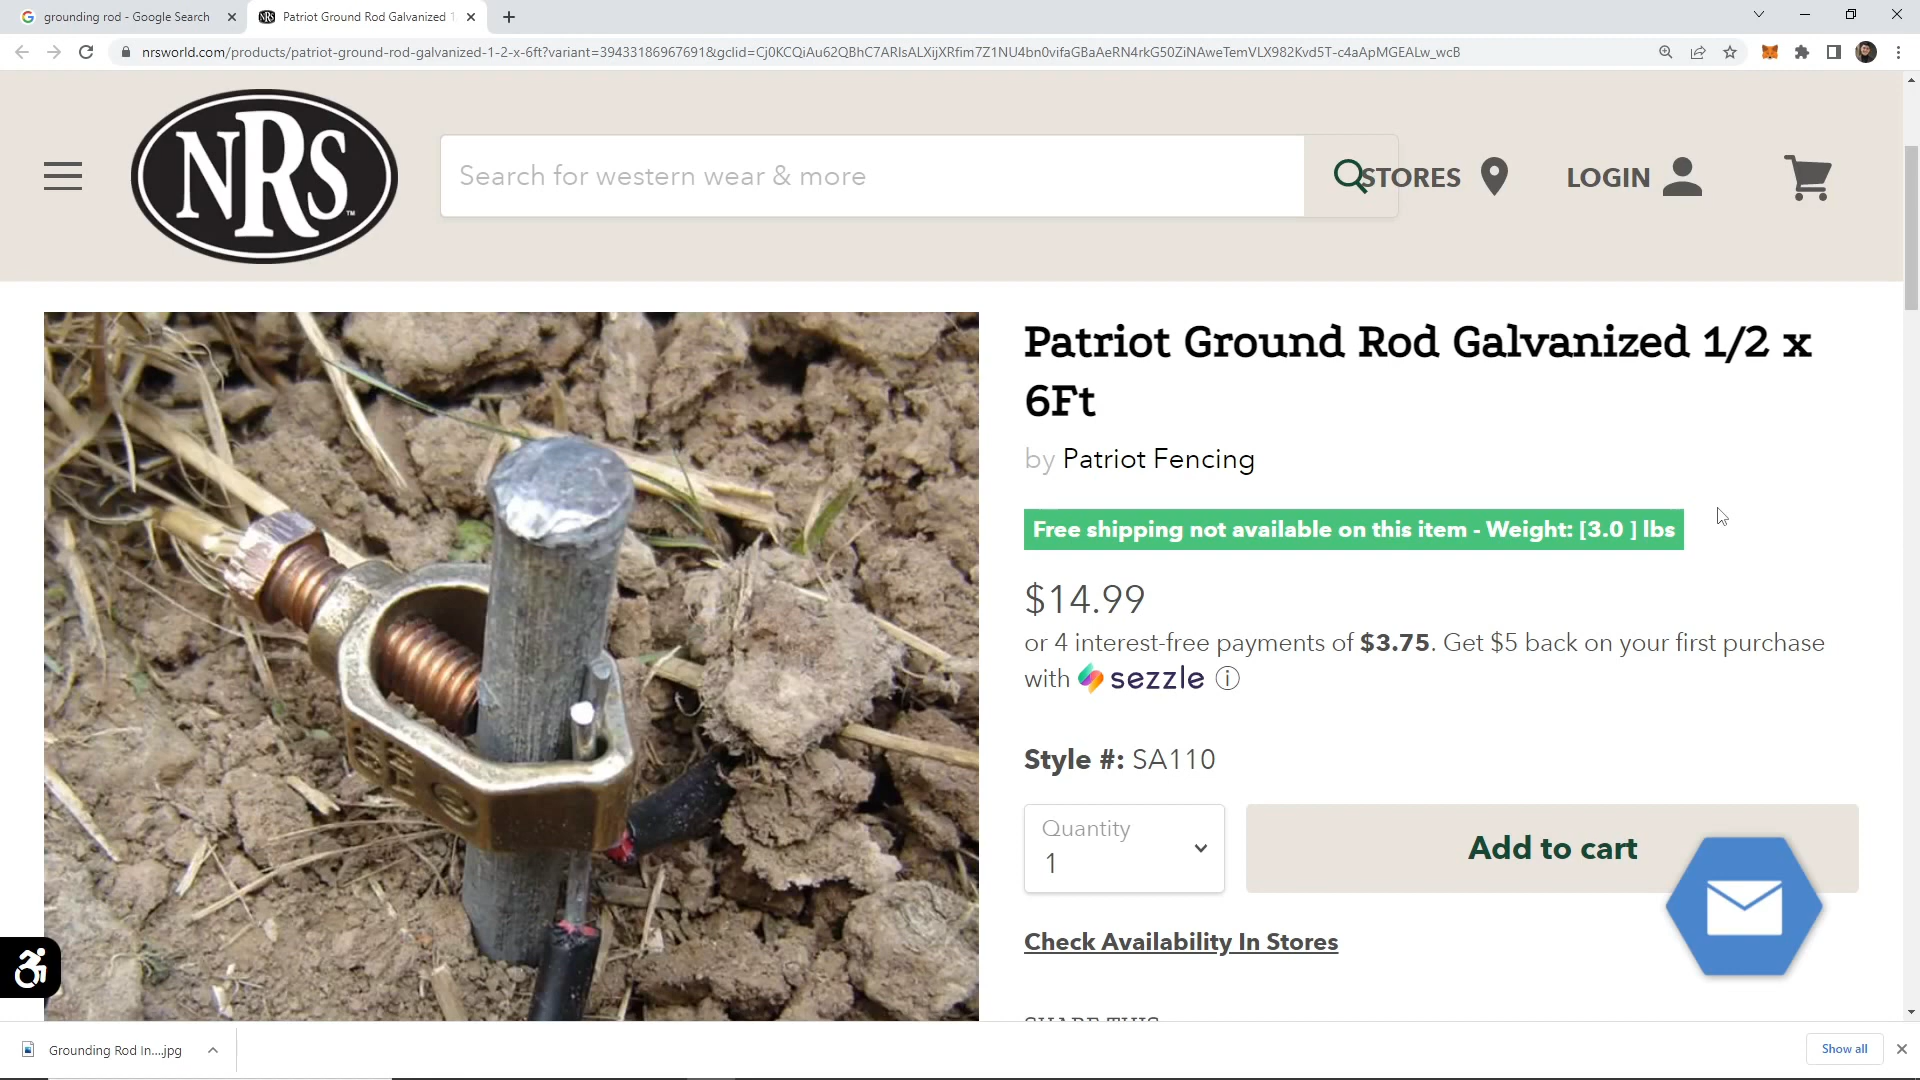 grounding rod - Google Search
Patriot Ground Rod Galvanized 1
nrsworld.com/products/patriot-ground-rod-galvanized-1-2-x-6ft?variant=39433186967691&gclid=Cj0KCQiAu62QBhC7ARIsALXijXRfim7Z1NU4bn0vifaGBaAeRN4rkG50ZiNAweTemVLX982Kvd5T-c4aApMGEALw_wcB
NRS
™
Search for western wear & more
STORES
LOGIN
Patriot Ground Rod Galvanized 1/2 x
6Ft
by Patriot Fencing
Free shipping not available on this item - Weight: [3.0 ] lbs
$14.99
or 4 interest-free payments of $3.75. Get $5 back on your first purchase
with sezzle
Style #: SA110
Quantity
1
Add to cart
Check Availability In Stores
SHARE THIS
Grounding Rod In....jpg
Show all